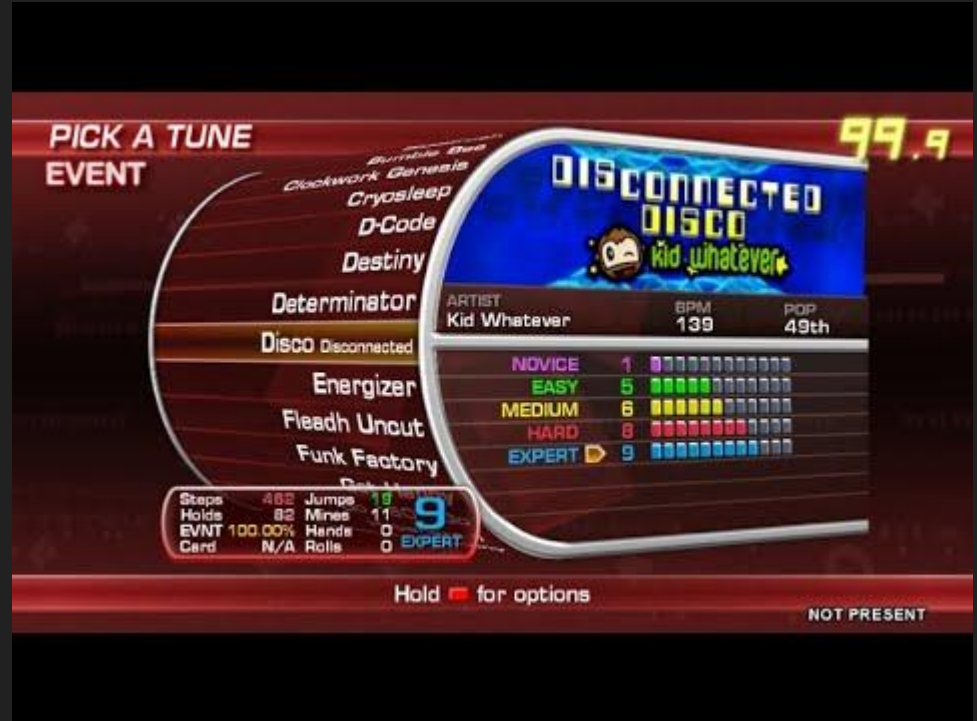 PICK A TUNE
EVENT
99.9
Bumble Bee
Clockwork Genesis
Cryosleep
D-Code
Destiny
Determinator
Disco Disconnected
Energizer
Fleadh Uncut
Funk Factory
DISCONNECTED
DISCO
kid whatever
ARTIST
Kid Whatever
BPM
139
POP
49th
NOVICE 1
EASY 5
MEDIUM 6
HARD 8
EXPERT 9
Steps 462 Jumps 19
Holds 82 Mines 11
EVNT 100.00% Hands 0
Card N/A Rolls 0
9
EXPERT
Hold for options
NOT PRESENT